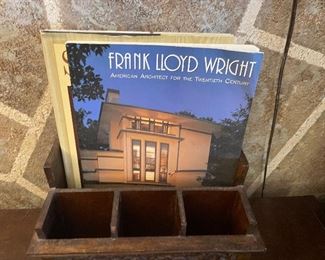 FRANK LLOYD WRIGHT
AMERICAN ARCHITECT FOR THE TWENTIETH CENTURY